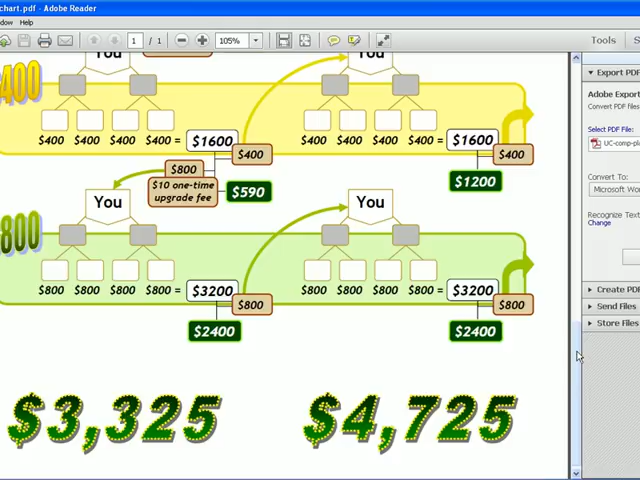 chart.pdf - Adobe Reader
ndow Help
1 / 1 105% Tools
You You
$400
$400 $400 $400 $400 = $1600 $400
$400 $400 $400 $400 = $1600 $400
$1200
$800
$10 one-time
upgrade fee
$590
You You
$800
$800 $800 $800 $800 = $3200 $800
$800 $800 $800 $800 = $3200 $800
$2400 $2400
$3,325 $4,725
Export PDF
Adobe Export
Convert PDF files
Select PDF File:
UC-comp-pla
Convert To:
Microsoft Wor
Recognize Text
Change
Create PDF
Send Files
Store Files